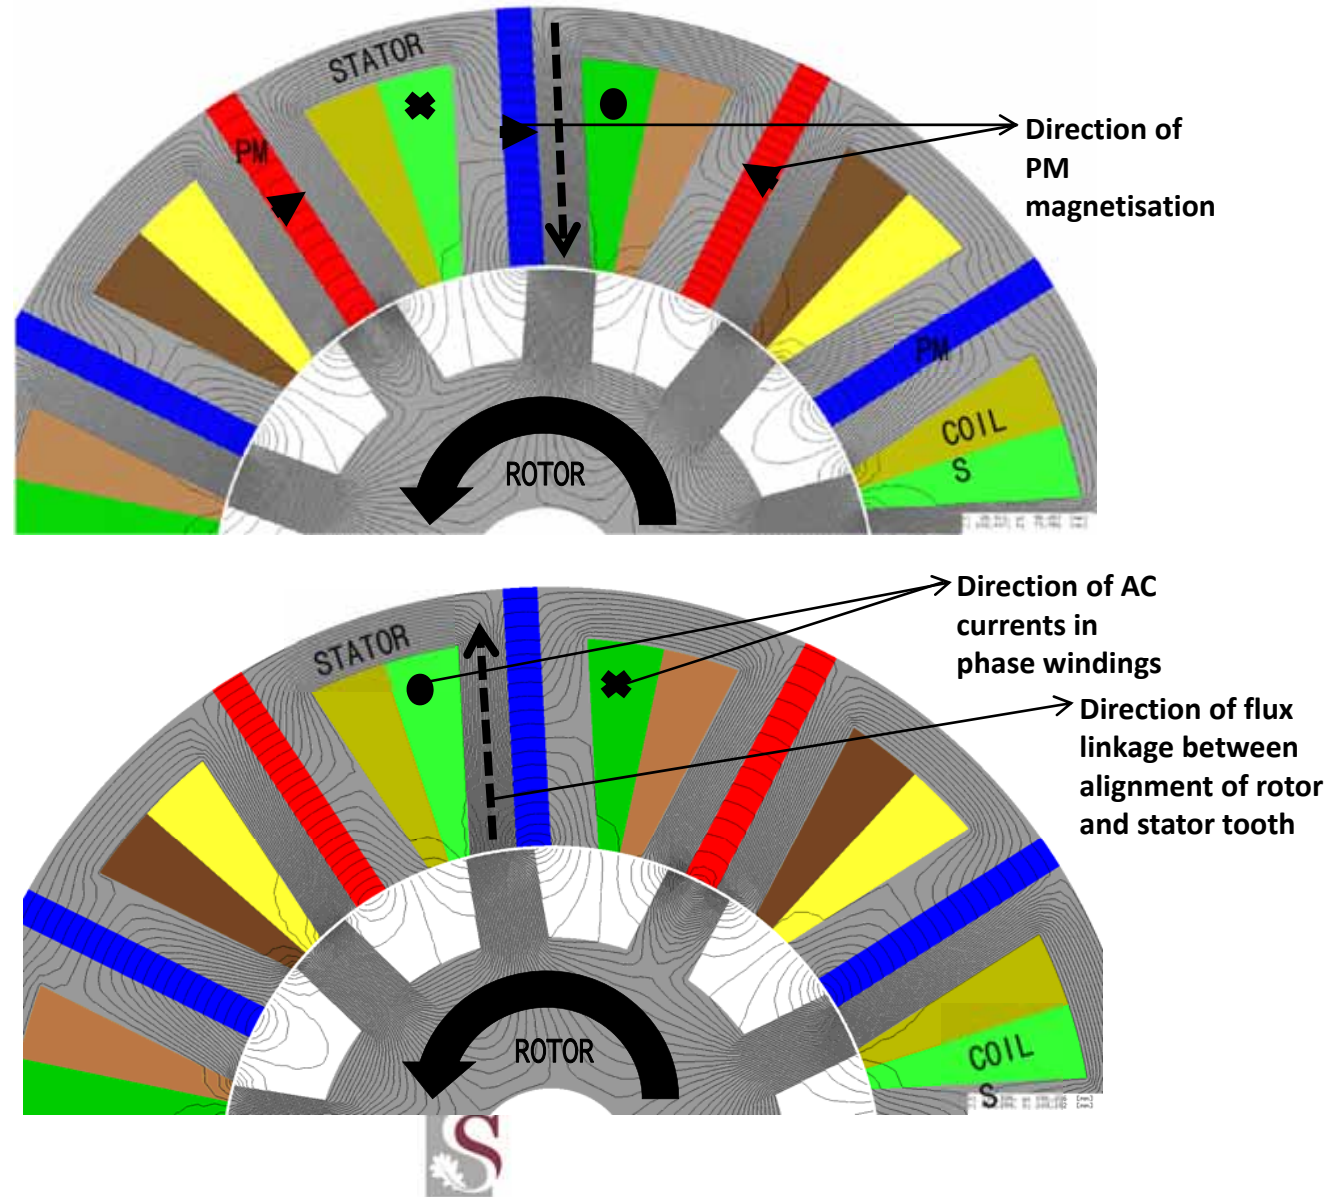 STATOR
PM
Direction of
PM
magnetisation
PM
COIL
S
ROTOR
Direction of AC
currents in
phase windings
STATOR
Direction of flux
linkage between
alignment of rotor
and stator tooth
ROTOR
COIL
S
S